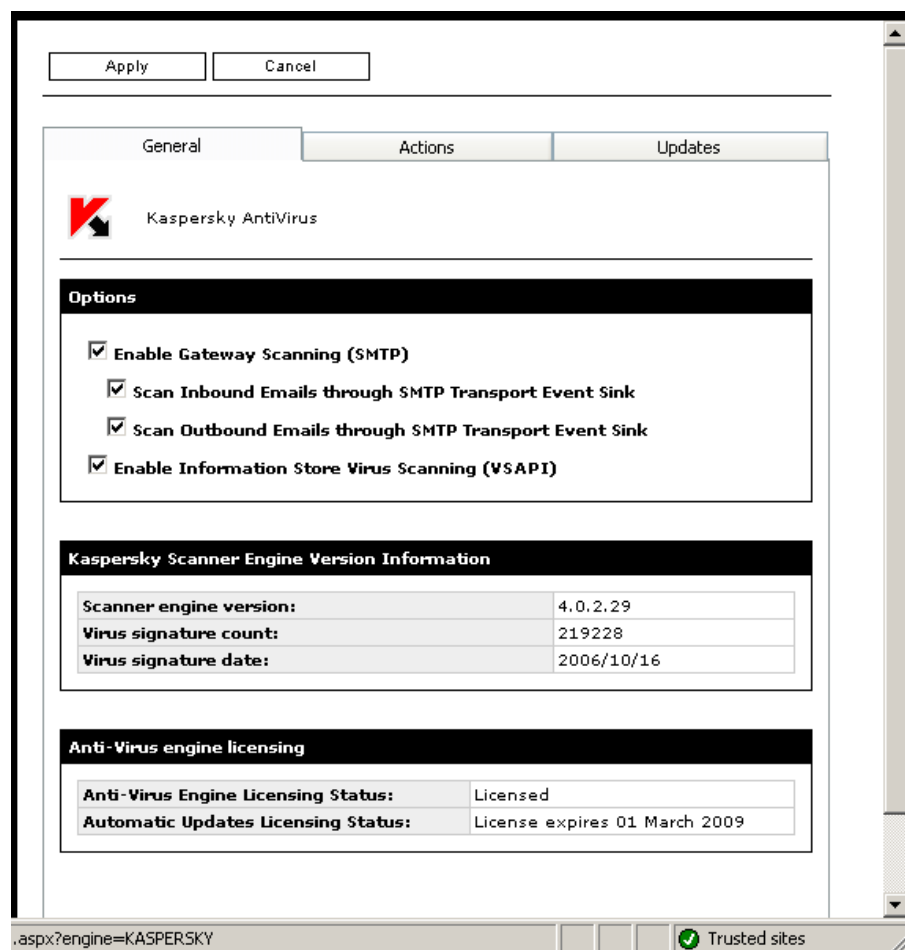 Apply Cancel
General Actions Updates
Kaspersky AntiVirus
Options
Enable Gateway Scanning (SMTP)
Scan Inbound Emails through SMTP Transport Event Sink
Scan Outbound Emails through SMTP Transport Event Sink
Enable Information Store Virus Scanning (VSAPI)
Kaspersky Scanner Engine Version Information
Scanner engine version: 4.0.2.29
Virus signature count: 219228
Virus signature date: 2006/10/16
Anti-Virus engine licensing
Anti-Virus Engine Licensing Status: Licensed
Automatic Updates Licensing Status: License expires 01 March 2009
.aspx?engine=KASPERSKY Trusted sites